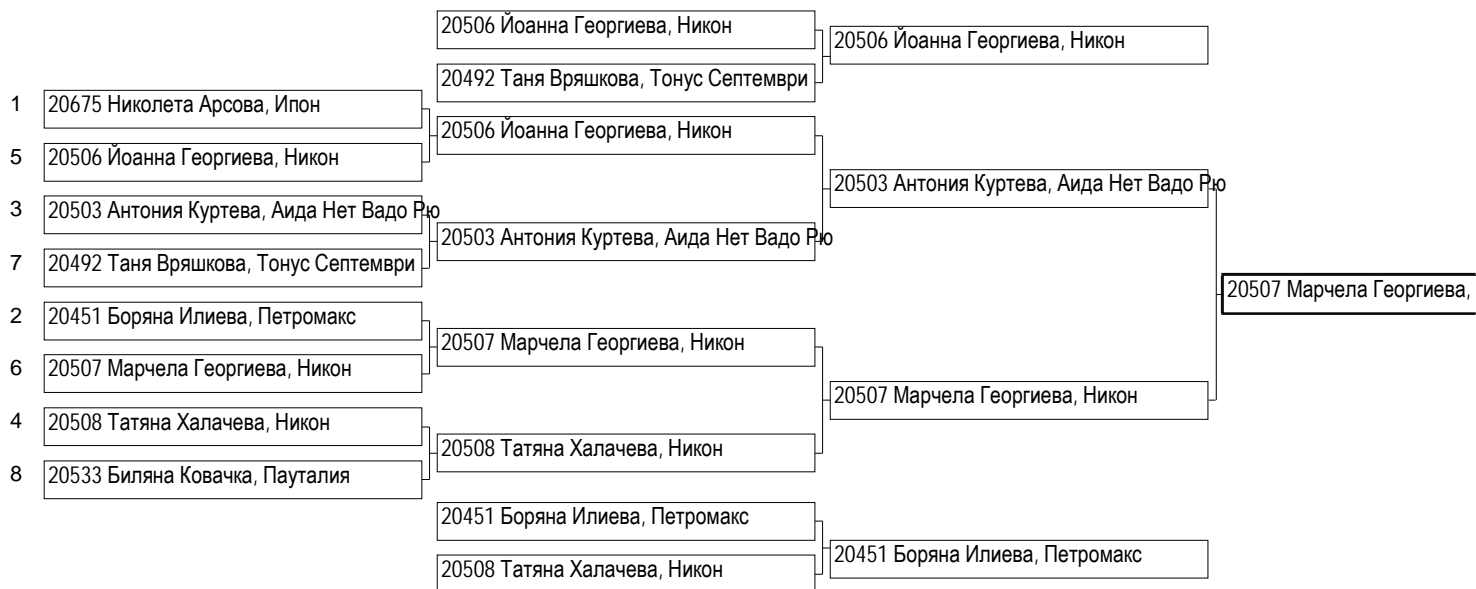 20506 Йоанна Георгиева, Никон
20506 Йоанна Георгиева, Никон
20492 Таня Вряшкова, Тонус Септември
1 20675 Николета Арсова, Ипон
20506 Йоанна Георгиева, Никон
5 20506 Йоанна Георгиева, Никон
20503 Антония Куртева, Аида Нет Вадо Рю
3 20503 Антония Куртева, Аида Нет Вадо Рю
20503 Антония Куртева, Аида Нет Вадо Рю
7 20492 Таня Вряшкова, Тонус Септември
20507 Марчела Георгиева,
2 20451 Боряна Илиева, Петромакс
20507 Марчела Георгиева, Никон
6 20507 Марчела Георгиева, Никон
20507 Марчела Георгиева, Никон
4 20508 Татяна Халачева, Никон
20508 Татяна Халачева, Никон
8 20533 Биляна Ковачка, Пауталия
20451 Боряна Илиева, Петромакс
20451 Боряна Илиева, Петромакс
20508 Татяна Халачева, Никон